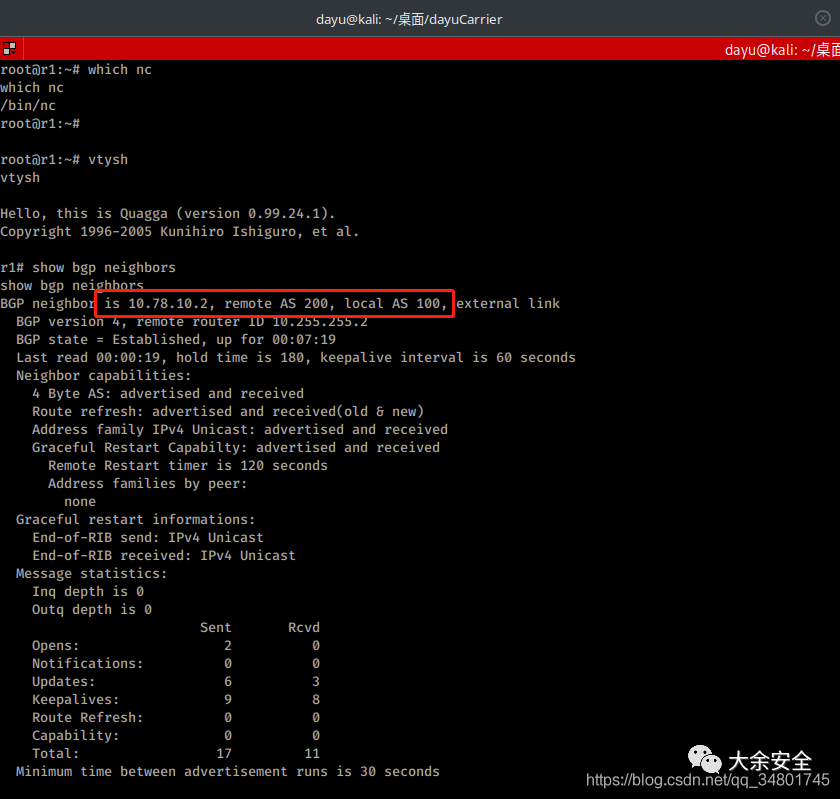 dayu@kali: ~/桌面/dayuCarrier
dayu@kali: ~/桌面
root@r1:~# which nc
which nc
/bin/nc
root@r1:~#
root@r1:~# vtysh
vtysh
Hello, this is Quagga (version 0.99.24.1).
Copyright 1996-2005 Kunihiro Ishiguro, et al.
r1# show bgp neighbors
show bgp neighbors
BGP neighbor is 10.78.10.2, remote AS 200, local AS 100, external link
  BGP version 4, remote router ID 10.255.255.2
  BGP state = Established, up for 00:07:19
  Last read 00:00:19, hold time is 180, keepalive interval is 60 seconds
  Neighbor capabilities:
    4 Byte AS: advertised and received
    Route refresh: advertised and received(old & new)
    Address family IPv4 Unicast: advertised and received
    Graceful Restart Capabilty: advertised and received
      Remote Restart timer is 120 seconds
      Address families by peer:
        none
  Graceful restart informations:
    End-of-RIB send: IPv4 Unicast
    End-of-RIB received: IPv4 Unicast
  Message statistics:
    Inq depth is 0
    Outq depth is 0
                         Sent       Rcvd
    Opens:                  2          0
    Notifications:          0          0
    Updates:                6          3
    Keepalives:             9          8
    Route Refresh:          0          0
    Capability:             0          0
    Total:                 17         11
  Minimum time between advertisement runs is 30 seconds
大余安全
https://blog.csdn.net/qq_34801745